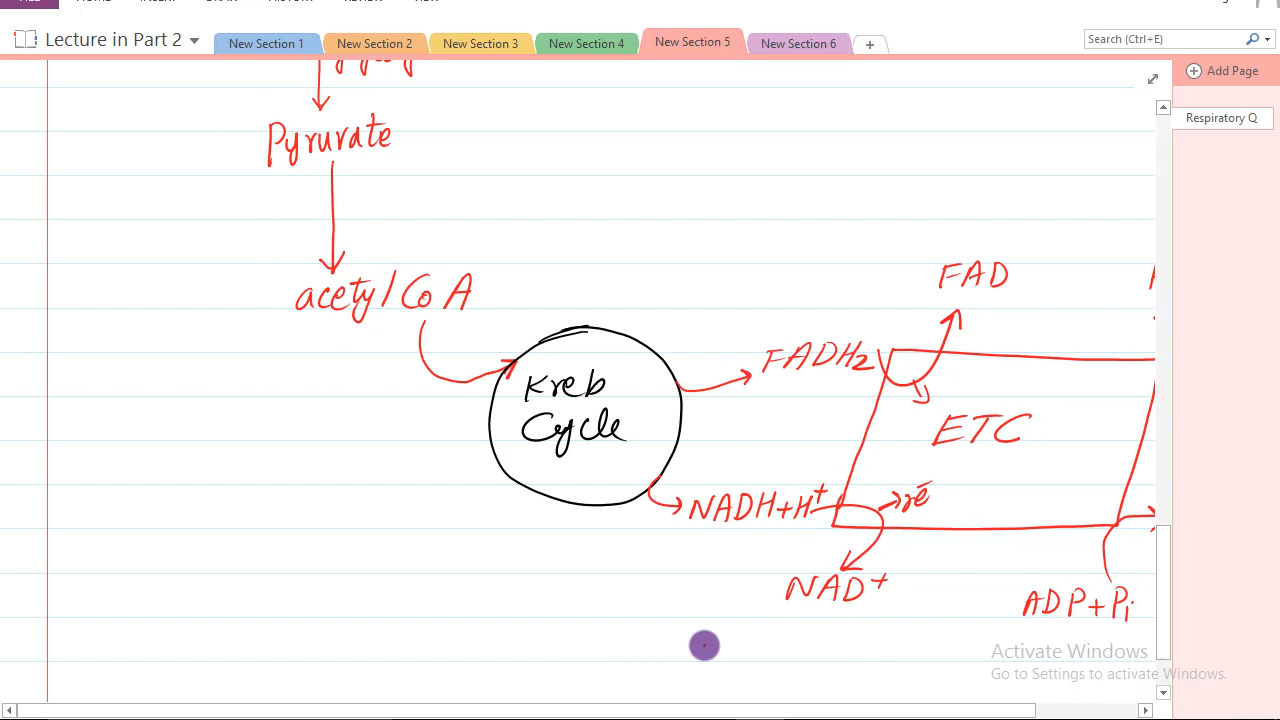 Lecture in Part 2
New Section 1
New Section 2
New Section 3
New Section 4
New Section 5
New Section 6
Search (Ctrl+E)
Add Page
Respiratory Q
Pyrurate
acetyl CoA
FAD
Kreb
Cycle
FADH2
ETC
NADH+H+
NAD+
ADP+Pi
Activate Windows
Go to Settings to activate Windows.